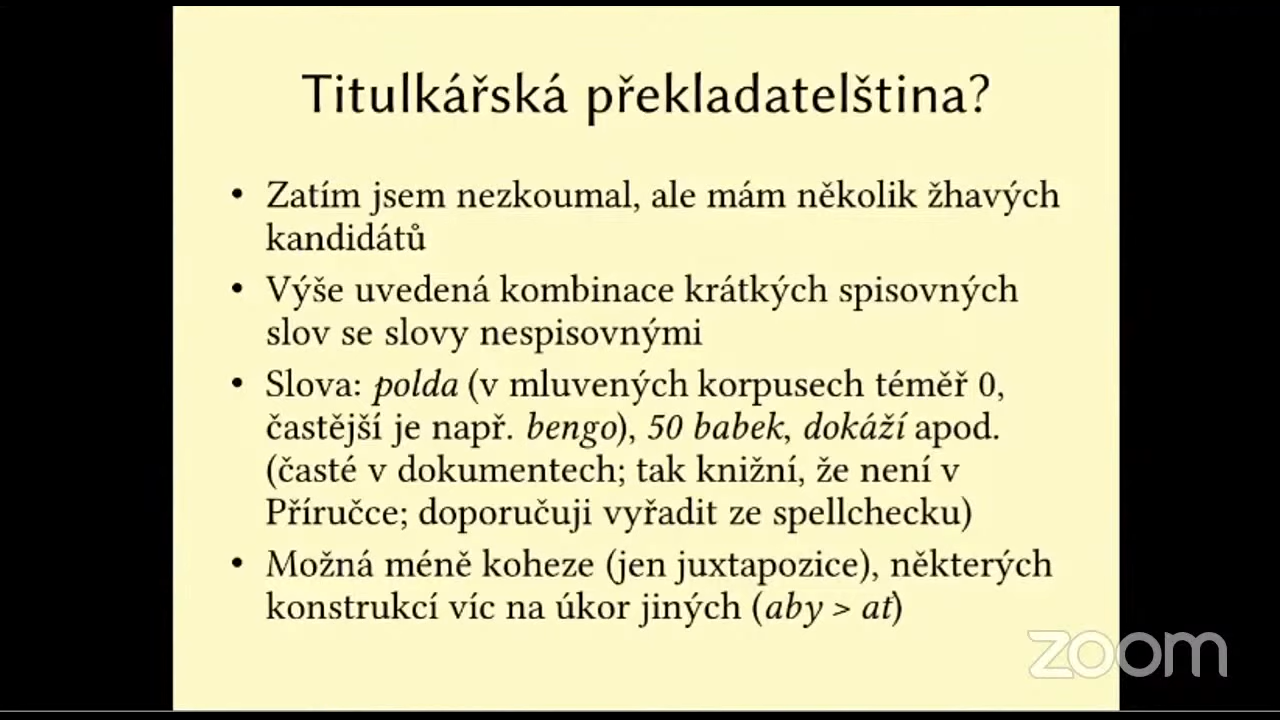 Titulkářská překladatelština?
• Zatím jsem nezkoumal, ale mám několik žhavých
kandidátů
• Výše uvedená kombinace krátkých spisovných
slov se slovy nespisovnými
• Slova: polda (v mluvených korpusech téměř 0,
častější je např. bengo), 50 babek, dokáží apod.
(časté v dokumentech; tak knižní, že není v
Příručce; doporučuji vyřadit ze spellchecku)
• Možná méně koheze (jen juxtapozice), některých
konstrukcí víc na úkor jiných (aby > ať)
zoom